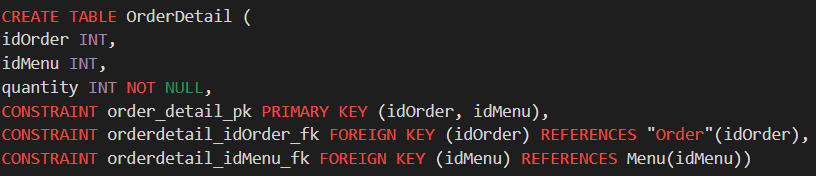 CREATE TABLE OrderDetail (
idOrder INT,
idMenu INT,
quantity INT NOT NULL,
CONSTRAINT order_detail_pk PRIMARY KEY (idOrder, idMenu),
CONSTRAINT orderdetail_idOrder_fk FOREIGN KEY (idOrder) REFERENCES "Order"(idOrder),
CONSTRAINT orderdetail_idMenu_fk FOREIGN KEY (idMenu) REFERENCES Menu(idMenu))